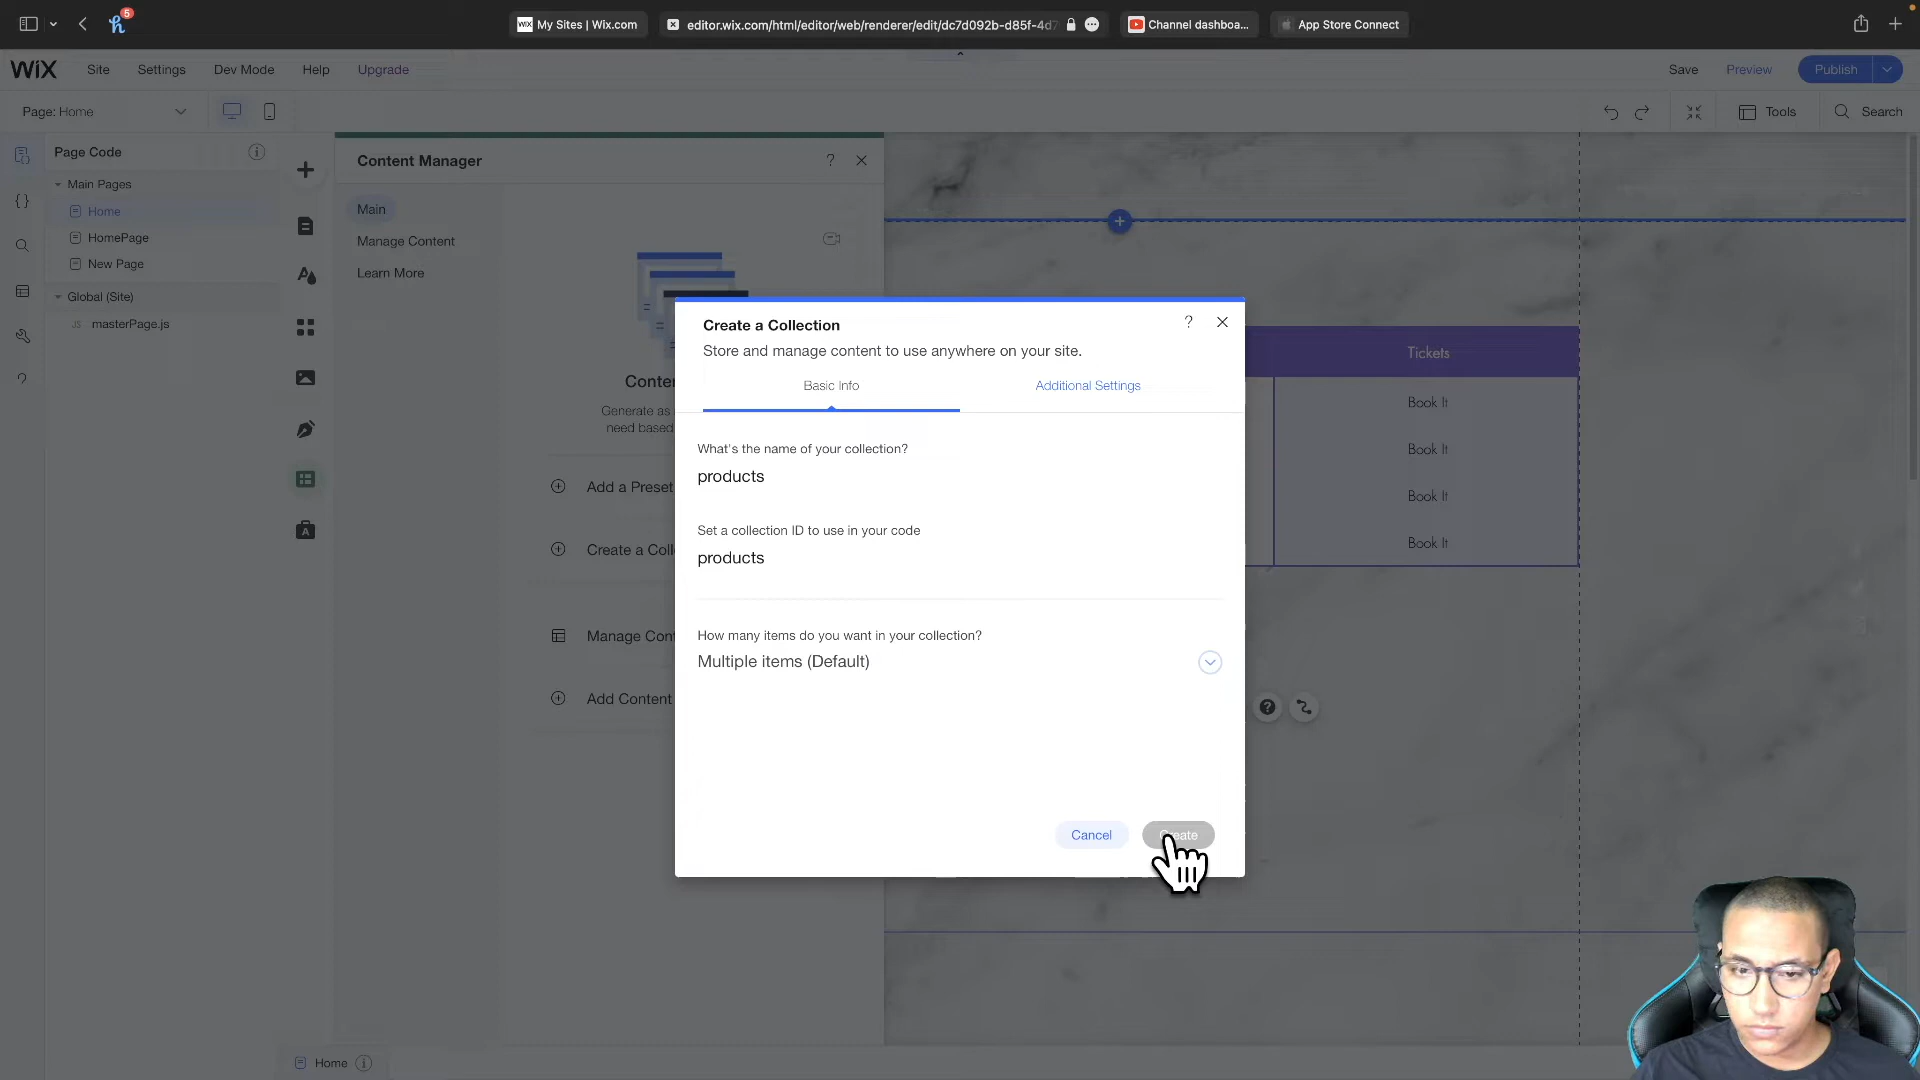 5
My Sites | Wix.com
editor.wix.com/html/editor/web/renderer/edit/dc7d092b-d85f-4d7
Channel dashboa...
App Store Connect
WiX
Site
Settings
Dev Mode
Help
Upgrade
Save
Preview
Publish
Page: Home
Tools
Search
Page Code
Main Pages
Home
HomePage
New Page
Global (Site)
JS masterPage.js
Content Manager
?
Main
Manage Content
Learn More
Conte
Generate as
need based
Add a Preset
Create a Coll
Manage Cont
Add Content
Create a Collection
?
Store and manage content to use anywhere on your site.
Basic Info
Additional Settings
What's the name of your collection?
products
Set a collection ID to use in your code
products
How many items do you want in your collection?
Multiple items (Default)
Cancel
Create
Tickets
Book It
Book It
Book It
Book It
Home